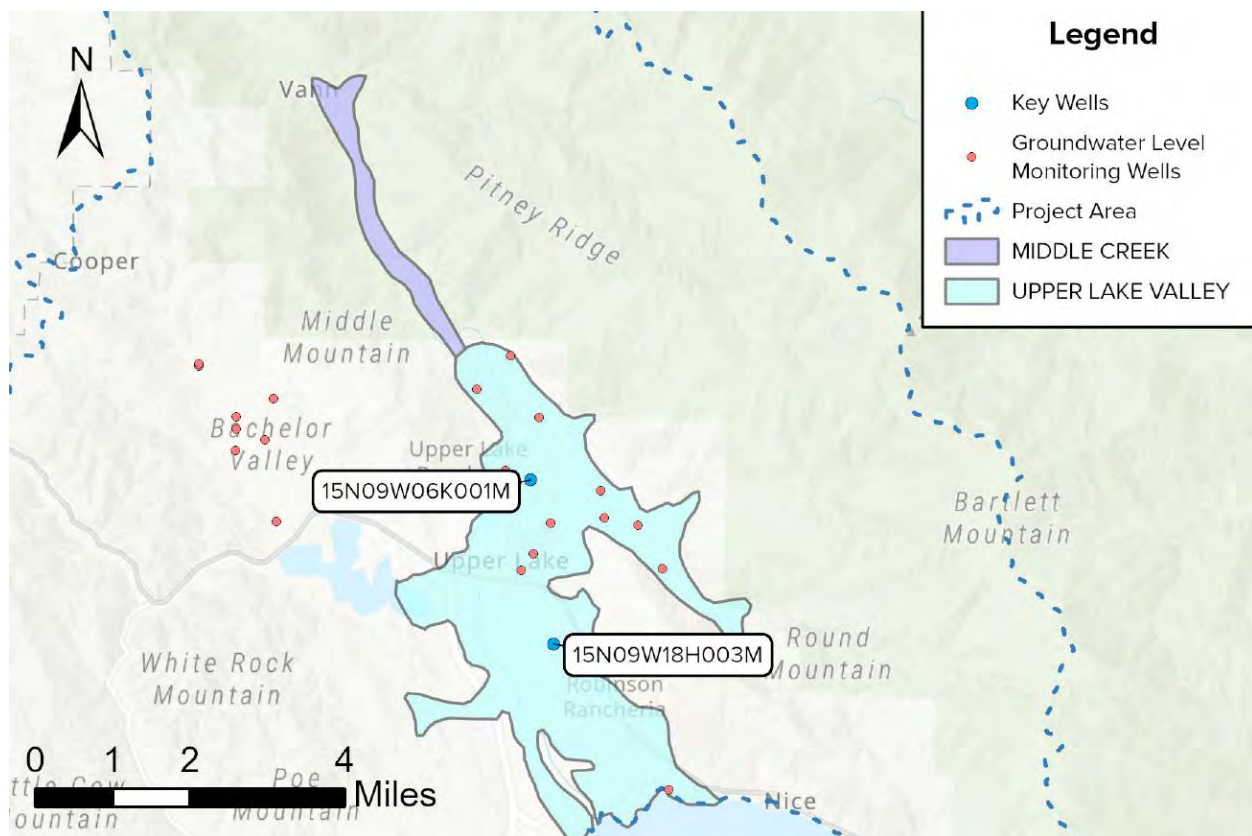 N
Vann
Pitney Ridge
Cooper
Middle
Mountain
Bachelor
Valley
Upper Lake
15N09W06K001M
Upper Lake
Bartlett
Mountain
15N09W18H003M
Round
Mountain
White Rock
Mountain
Robinson
Rancheria
Poe
Mountain
Cow
Nice
0 1 2 4
Miles
Legend
Key Wells
Groundwater Level
Monitoring Wells
Project Area
MIDDLE CREEK
UPPER LAKE VALLEY